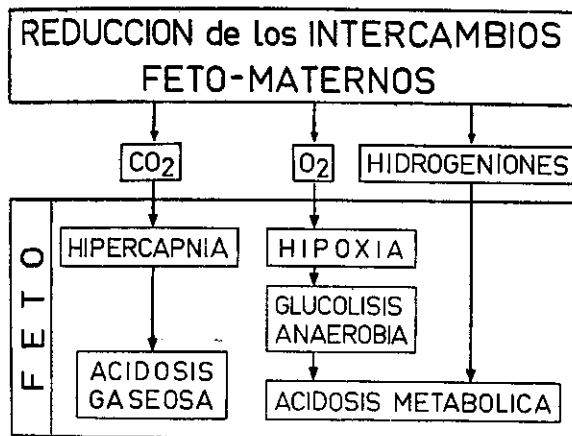 REDUCCION de los INTERCAMBIOS
FETO-MATERNOS
CO2
O2
HIDROGENIONES
FETO
HIPERCAPNIA
HIPOXIA
GLUCOLISIS
ANAEROBIA
ACIDOSIS
GASEOSA
ACIDOSIS METABOLICA